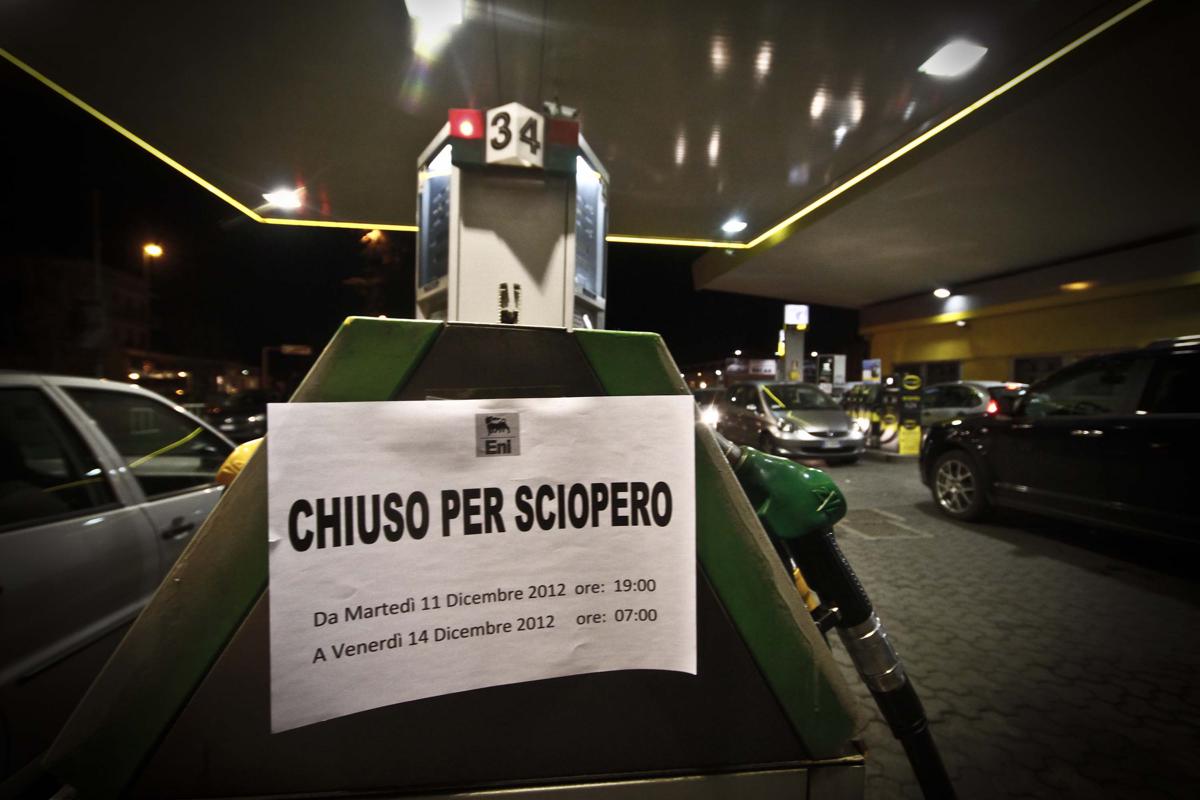 34
Eni
CHIUSO PER SCIOPERO
Da Martedì 11 Dicembre 2012 ore: 19:00
A Venerdì 14 Dicembre 2012 ore: 07:00